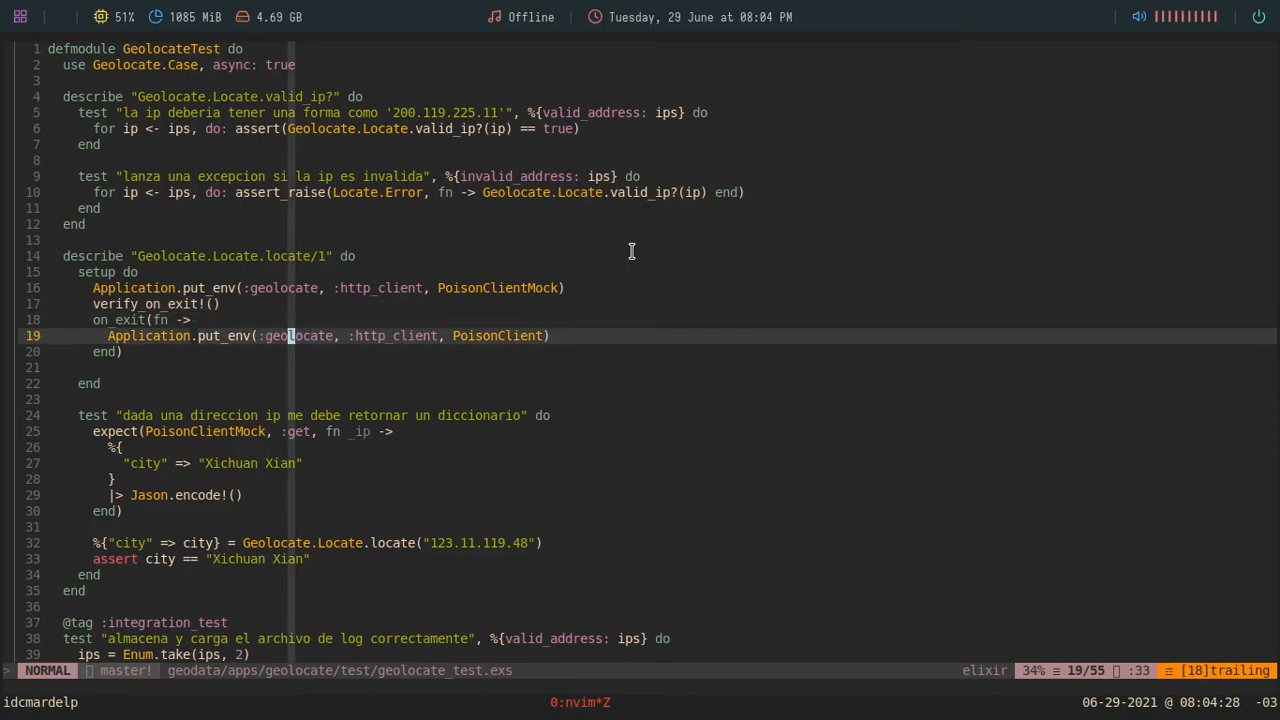 51% 1085 MiB 4.69 GB Offline Tuesday, 29 June at 08:04 PM
1 defmodule GeolocateTest do
2 use Geolocate.Case, async: true
3
4 describe "Geolocate.Locate.valid_ip?" do
5 test "la ip deberia tener una forma como '200.119.225.11'", %{valid_address: ips} do
6 for ip <- ips, do: assert(Geolocate.Locate.valid_ip?(ip) == true)
7 end
8
9 test "lanza una excepcion si la ip es invalida", %{invalid_address: ips} do
10 for ip <- ips, do: assert_raise(Locate.Error, fn -> Geolocate.Locate.valid_ip?(ip) end)
11 end
12 end
13
14 describe "Geolocate.Locate.locate/1" do
15 setup do
16 Application.put_env(:geolocate, :http_client, PoisonClientMock)
17 verify_on_exit!()
18 on_exit(fn ->
19 Application.put_env(:geolocate, :http_client, PoisonClient)
20 end)
21
22 end
23
24 test "dada una direccion ip me debe retornar un diccionario" do
25 expect(PoisonClientMock, :get, fn _ip ->
26 %{
27 "city" => "Xichuan Xian"
28 }
29 |> Jason.encode!()
30 end)
31
32 %{"city" => city} = Geolocate.Locate.locate("123.11.119.48")
33 assert city == "Xichuan Xian"
34 end
35 end
36
37 @tag :integration_test
38 test "almacena y carga el archivo de log correctamente", %{valid_address: ips} do
39 ips = Enum.take(ips, 2)
> NORMAL master! geodata/apps/geolocate/test/geolocate_test.exs elixir 34% ≡ 19/55 :33 ≡ [18]trailing
idcmardelp 0:nvim*Z 06-29-2021 @ 08:04:28 -03